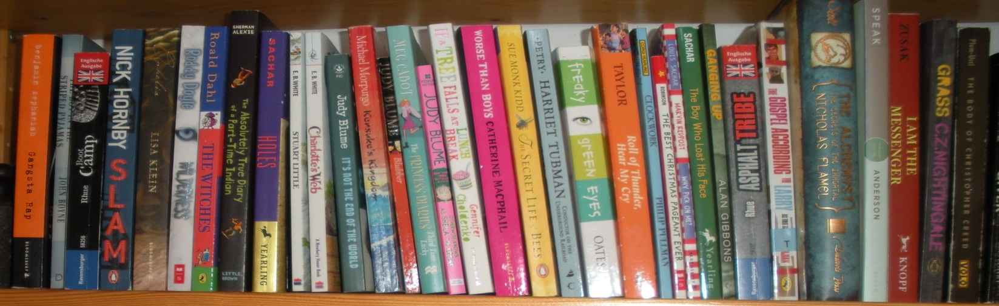 benjamin zephaniah Gangsta Rap
BLOOMSBURY
STRIPED PYJAMAS JOHN BOYNE
Englische
Ausgabe
Boot
Camp
Rhue
58256
Ravensburger
NICK HORNBY SLAM
LISA KLEIN
BLOOMSBURY
Roald Dahl THE WITCHES
SHERMAN
ALEXIE
The Absolutely True Diary
of a Part-Time Indian
LITTLE,
BROWN
SACHAR HOLES YEARLING
E.B.WHITE STUART LITTLE
E.B.WHITE Charlotte's Web A Newbery Honor Book
Judy Blume IT'S NOT THE END OF THE WORLD
Michael Morpurgo Kensuke's Kingdom
JUDY BLUME Blubber
MEG CABOT The PRINCESS DIARIES Third Time
Lucky
JUDY BLUME OTHERWISE KNOWN
AS SHEILA THE GREAT
IF A TREE FALLS AT LUNCH
BREAK
Gennifer
Choldenko
WORSE THAN BOYS CATHERINE MACPHAIL
SUE MONK KIDD The SECRET LIFE of BEES
PETRY HARRIET TUBMAN CONDUCTOR ON THE
UNDERGROUND RAILROAD
freaky green EYES OATES
TAYLOR Roll of Thunder,
Hear My Cry
CLOCKWORK PHILIP PULLMAN
ROBINSON THE BEST CHRISTMAS PAGEANT EVER
LOUIS SACHAR MARVIN REDPOST WHY PICK ON ME?
SACHAR The Boy Who Lost His Face Yearling
GANGING UP ALAN GIBBONS
Englische
Ausgabe
ASPHALT TRIBE
Rhue
Ravensburger
THE GOSPEL ACCORDING TO LARRY
THE ALCHEMYST
THE SECRETS OF THE IMMORTAL
NICHOLAS FLAMEL
SPEAK ANDERSON
ZUSAK I AM THE
MESSENGER KNOPF
GRASS C.Z.NIGHTINGALE
Plum-Ucci THE BODY OF CHRISTOPHER CREED
VOLO